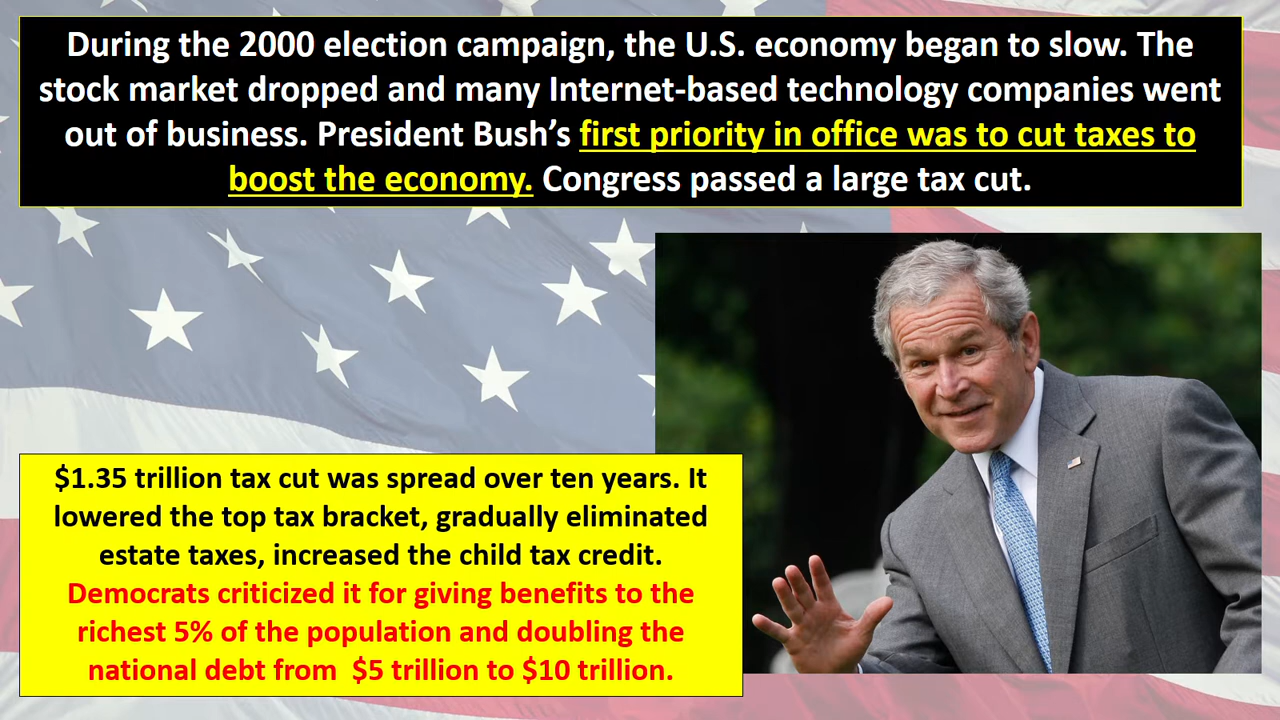 During the 2000 election campaign, the U.S. economy began to slow. The
stock market dropped and many Internet-based technology companies went
out of business. President Bush’s first priority in office was to cut taxes to
boost the economy. Congress passed a large tax cut.
$1.35 trillion tax cut was spread over ten years. It
lowered the top tax bracket, gradually eliminated
estate taxes, increased the child tax credit.
Democrats criticized it for giving benefits to the
richest 5% of the population and doubling the
national debt from  $5 trillion to $10 trillion.